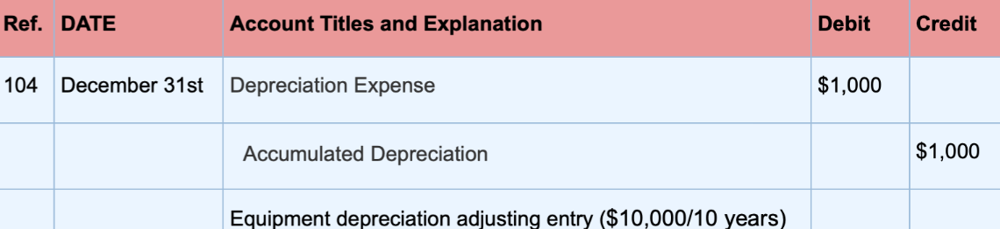 Ref. DATE Account Titles and Explanation Debit Credit
104 December 31st Depreciation Expense $1,000
Accumulated Depreciation $1,000
Equipment depreciation adjusting entry ($10,000/10 years)